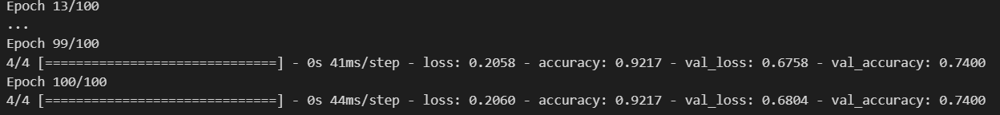 Epoch 13/100
...
Epoch 99/100
4/4 [==============================] - 0s 41ms/step - loss: 0.2058 - accuracy: 0.9217 - val_loss: 0.6758 - val_accuracy: 0.7400
Epoch 100/100
4/4 [==============================] - 0s 44ms/step - loss: 0.2060 - accuracy: 0.9217 - val_loss: 0.6804 - val_accuracy: 0.7400